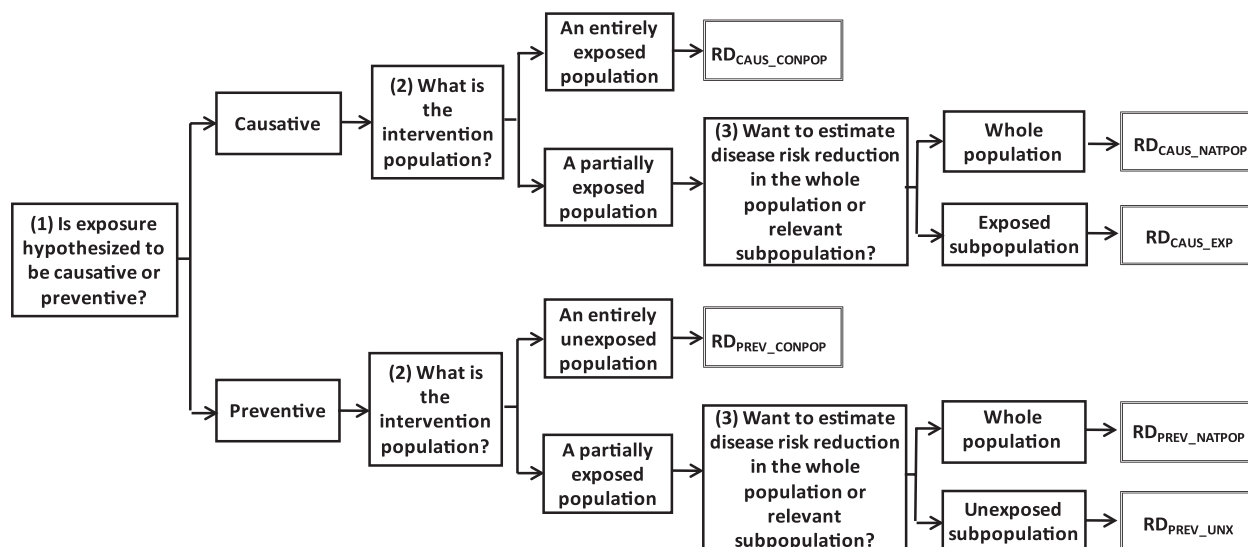 (1) Is exposure
hypothesized to
be causative or
preventive?
Causative
(2) What is
the
intervention
population?
An entirely
exposed
population
RDCAUS_CONPOP
A partially
exposed
population
(3) Want to estimate
disease risk reduction
in the whole
population or
relevant
subpopulation?
Whole
population
RDCAUS_NATPOP
Exposed
subpopulation
RDCAUS_EXP
Preventive
(2) What is
the
intervention
population?
An entirely
unexposed
population
RDPREV_CONPOP
A partially
exposed
population
(3) Want to estimate
disease risk reduction
in the whole
population or
relevant
subpopulation?
Whole
population
RDPREV_NATPOP
Unexposed
subpopulation
RDPREV_UNX